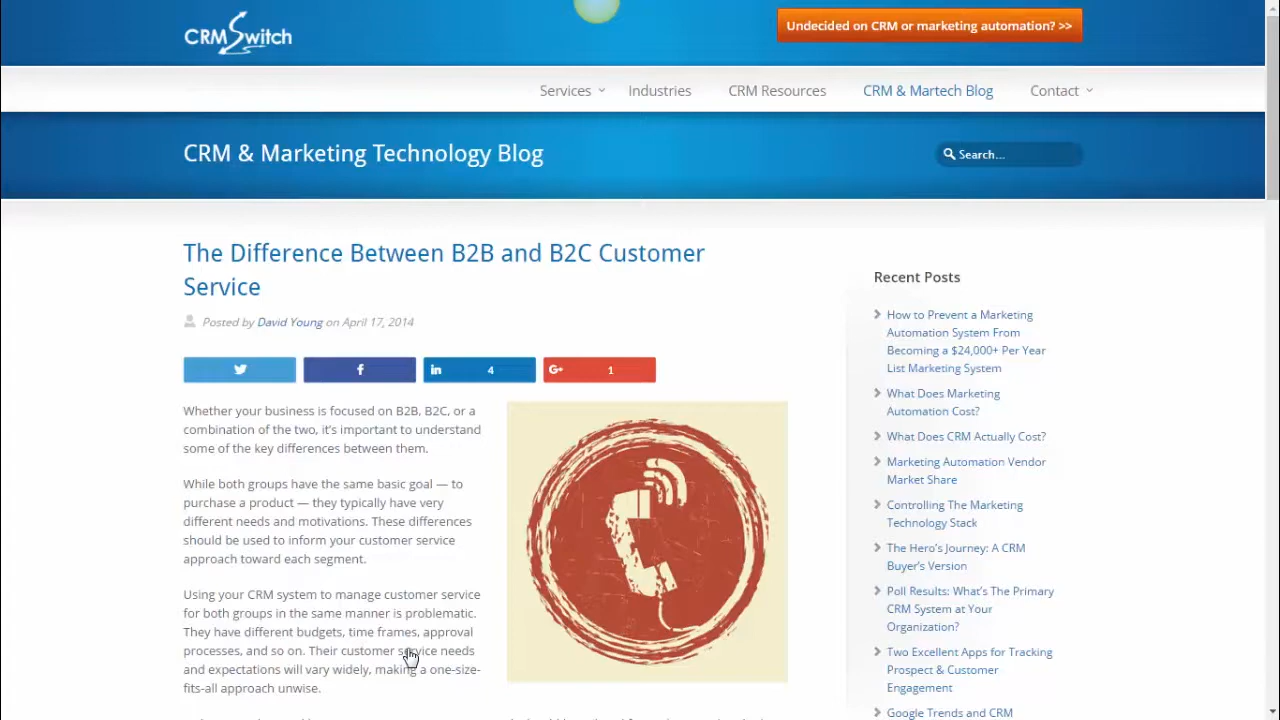 CRMSwitch
Undecided on CRM or marketing automation? >>
Services
Industries
CRM Resources
CRM & Martech Blog
Contact
CRM & Marketing Technology Blog
Search...
The Difference Between B2B and B2C Customer
Service
Posted by David Young on April 17, 2014
4
1
Whether your business is focused on B2B, B2C, or a
combination of the two, it's important to understand
some of the key differences between them.
While both groups have the same basic goal — to
purchase a product — they typically have very
different needs and motivations. These differences
should be used to inform your customer service
approach toward each segment.
Using your CRM system to manage customer service
for both groups in the same manner is problematic.
They have different budgets, time frames, approval
processes, and so on. Their customer service needs
and expectations will vary widely, making a one-size-
fits-all approach unwise.
Recent Posts
How to Prevent a Marketing
Automation System From
Becoming a $24,000+ Per Year
List Marketing System
What Does Marketing
Automation Cost?
What Does CRM Actually Cost?
Marketing Automation Vendor
Market Share
Controlling The Marketing
Technology Stack
The Hero's Journey: A CRM
Buyer's Version
Poll Results: What's The Primary
CRM System at Your
Organization?
Two Excellent Apps for Tracking
Prospect & Customer
Engagement
Google Trends and CRM